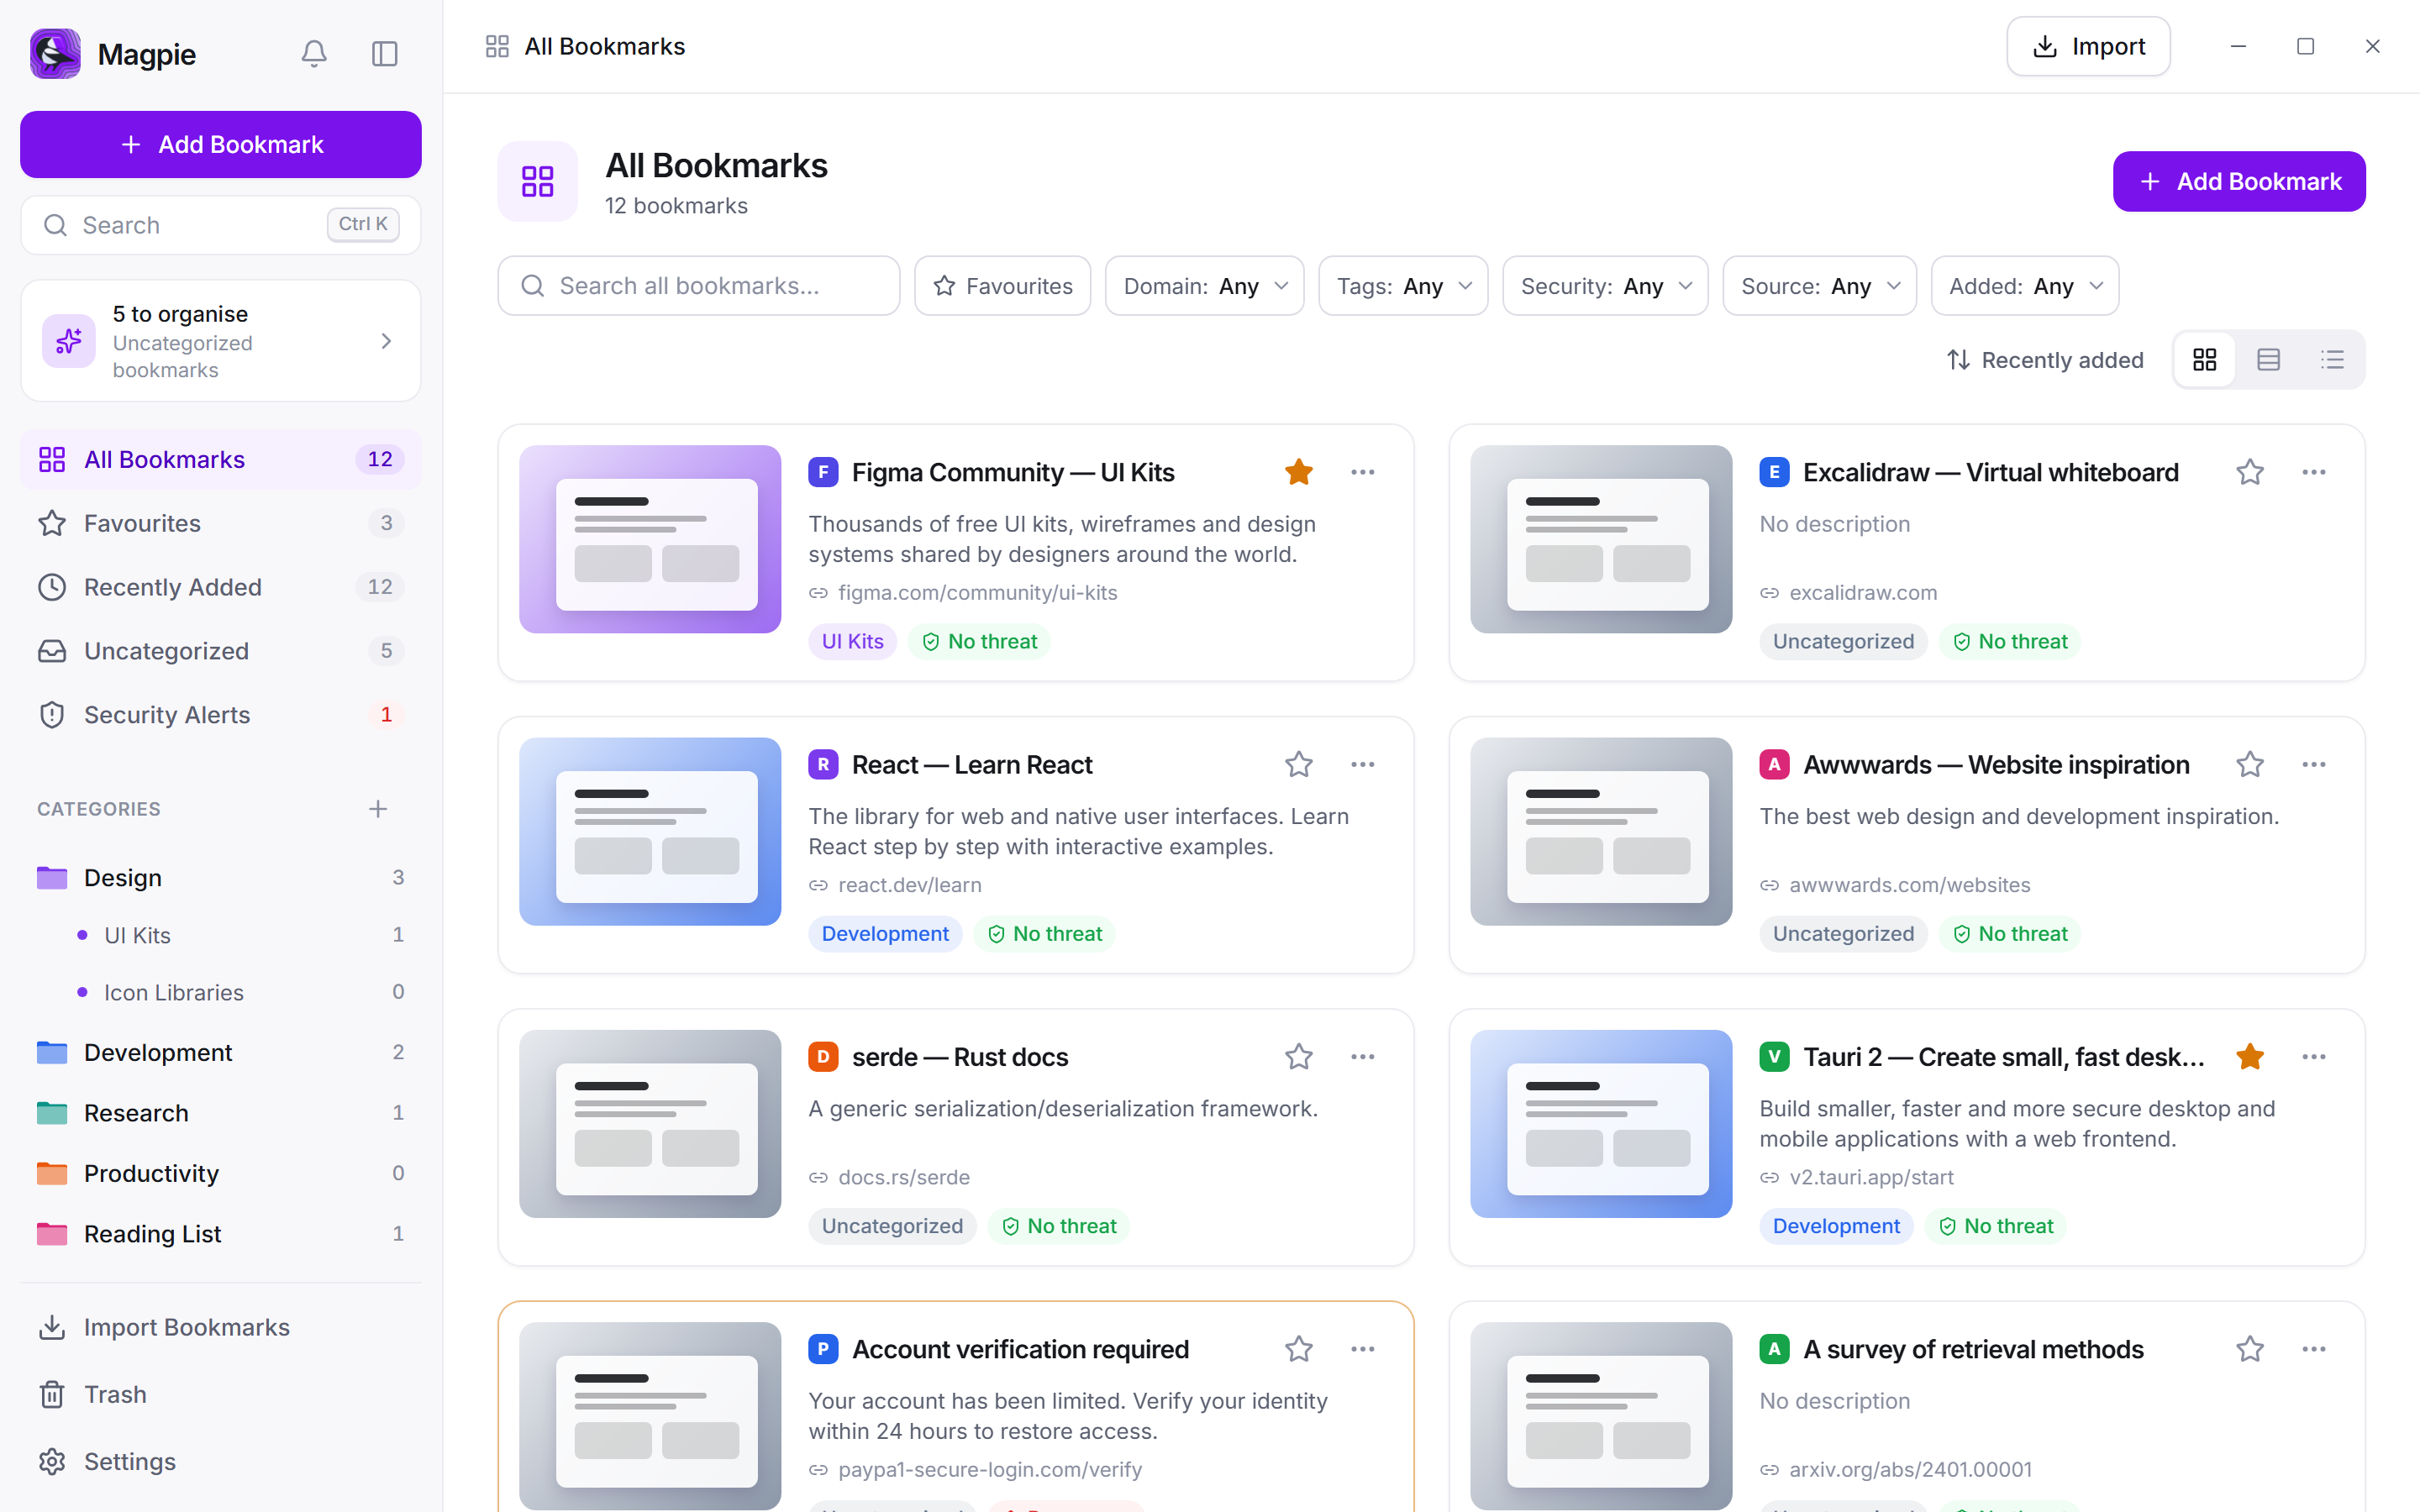 Magpie
Add Bookmark
Search
Ctrl K
5 to organise
Uncategorized
bookmarks
All Bookmarks 12
Favourites 3
Recently Added 12
Uncategorized 5
Security Alerts 1
CATEGORIES
Design 3
UI Kits 1
Icon Libraries 0
Development 2
Research 1
Productivity 0
Reading List 1
Import Bookmarks
Trash
Settings
All Bookmarks
Import
All Bookmarks
12 bookmarks
Add Bookmark
Search all bookmarks...
Favourites
Domain: Any
Tags: Any
Security: Any
Source: Any
Added: Any
Recently added
F Figma Community — UI Kits
Thousands of free UI kits, wireframes and design
systems shared by designers around the world.
figma.com/community/ui-kits
UI Kits No threat
E Excalidraw — Virtual whiteboard
No description
excalidraw.com
Uncategorized No threat
R React — Learn React
The library for web and native user interfaces. Learn
React step by step with interactive examples.
react.dev/learn
Development No threat
A Awwwards — Website inspiration
The best web design and development inspiration.
awwwards.com/websites
Uncategorized No threat
D serde — Rust docs
A generic serialization/deserialization framework.
docs.rs/serde
Uncategorized No threat
V Tauri 2 — Create small, fast desk...
Build smaller, faster and more secure desktop and
mobile applications with a web frontend.
v2.tauri.app/start
Development No threat
P Account verification required
Your account has been limited. Verify your identity
within 24 hours to restore access.
paypa1-secure-login.com/verify
A A survey of retrieval methods
No description
arxiv.org/abs/2401.00001